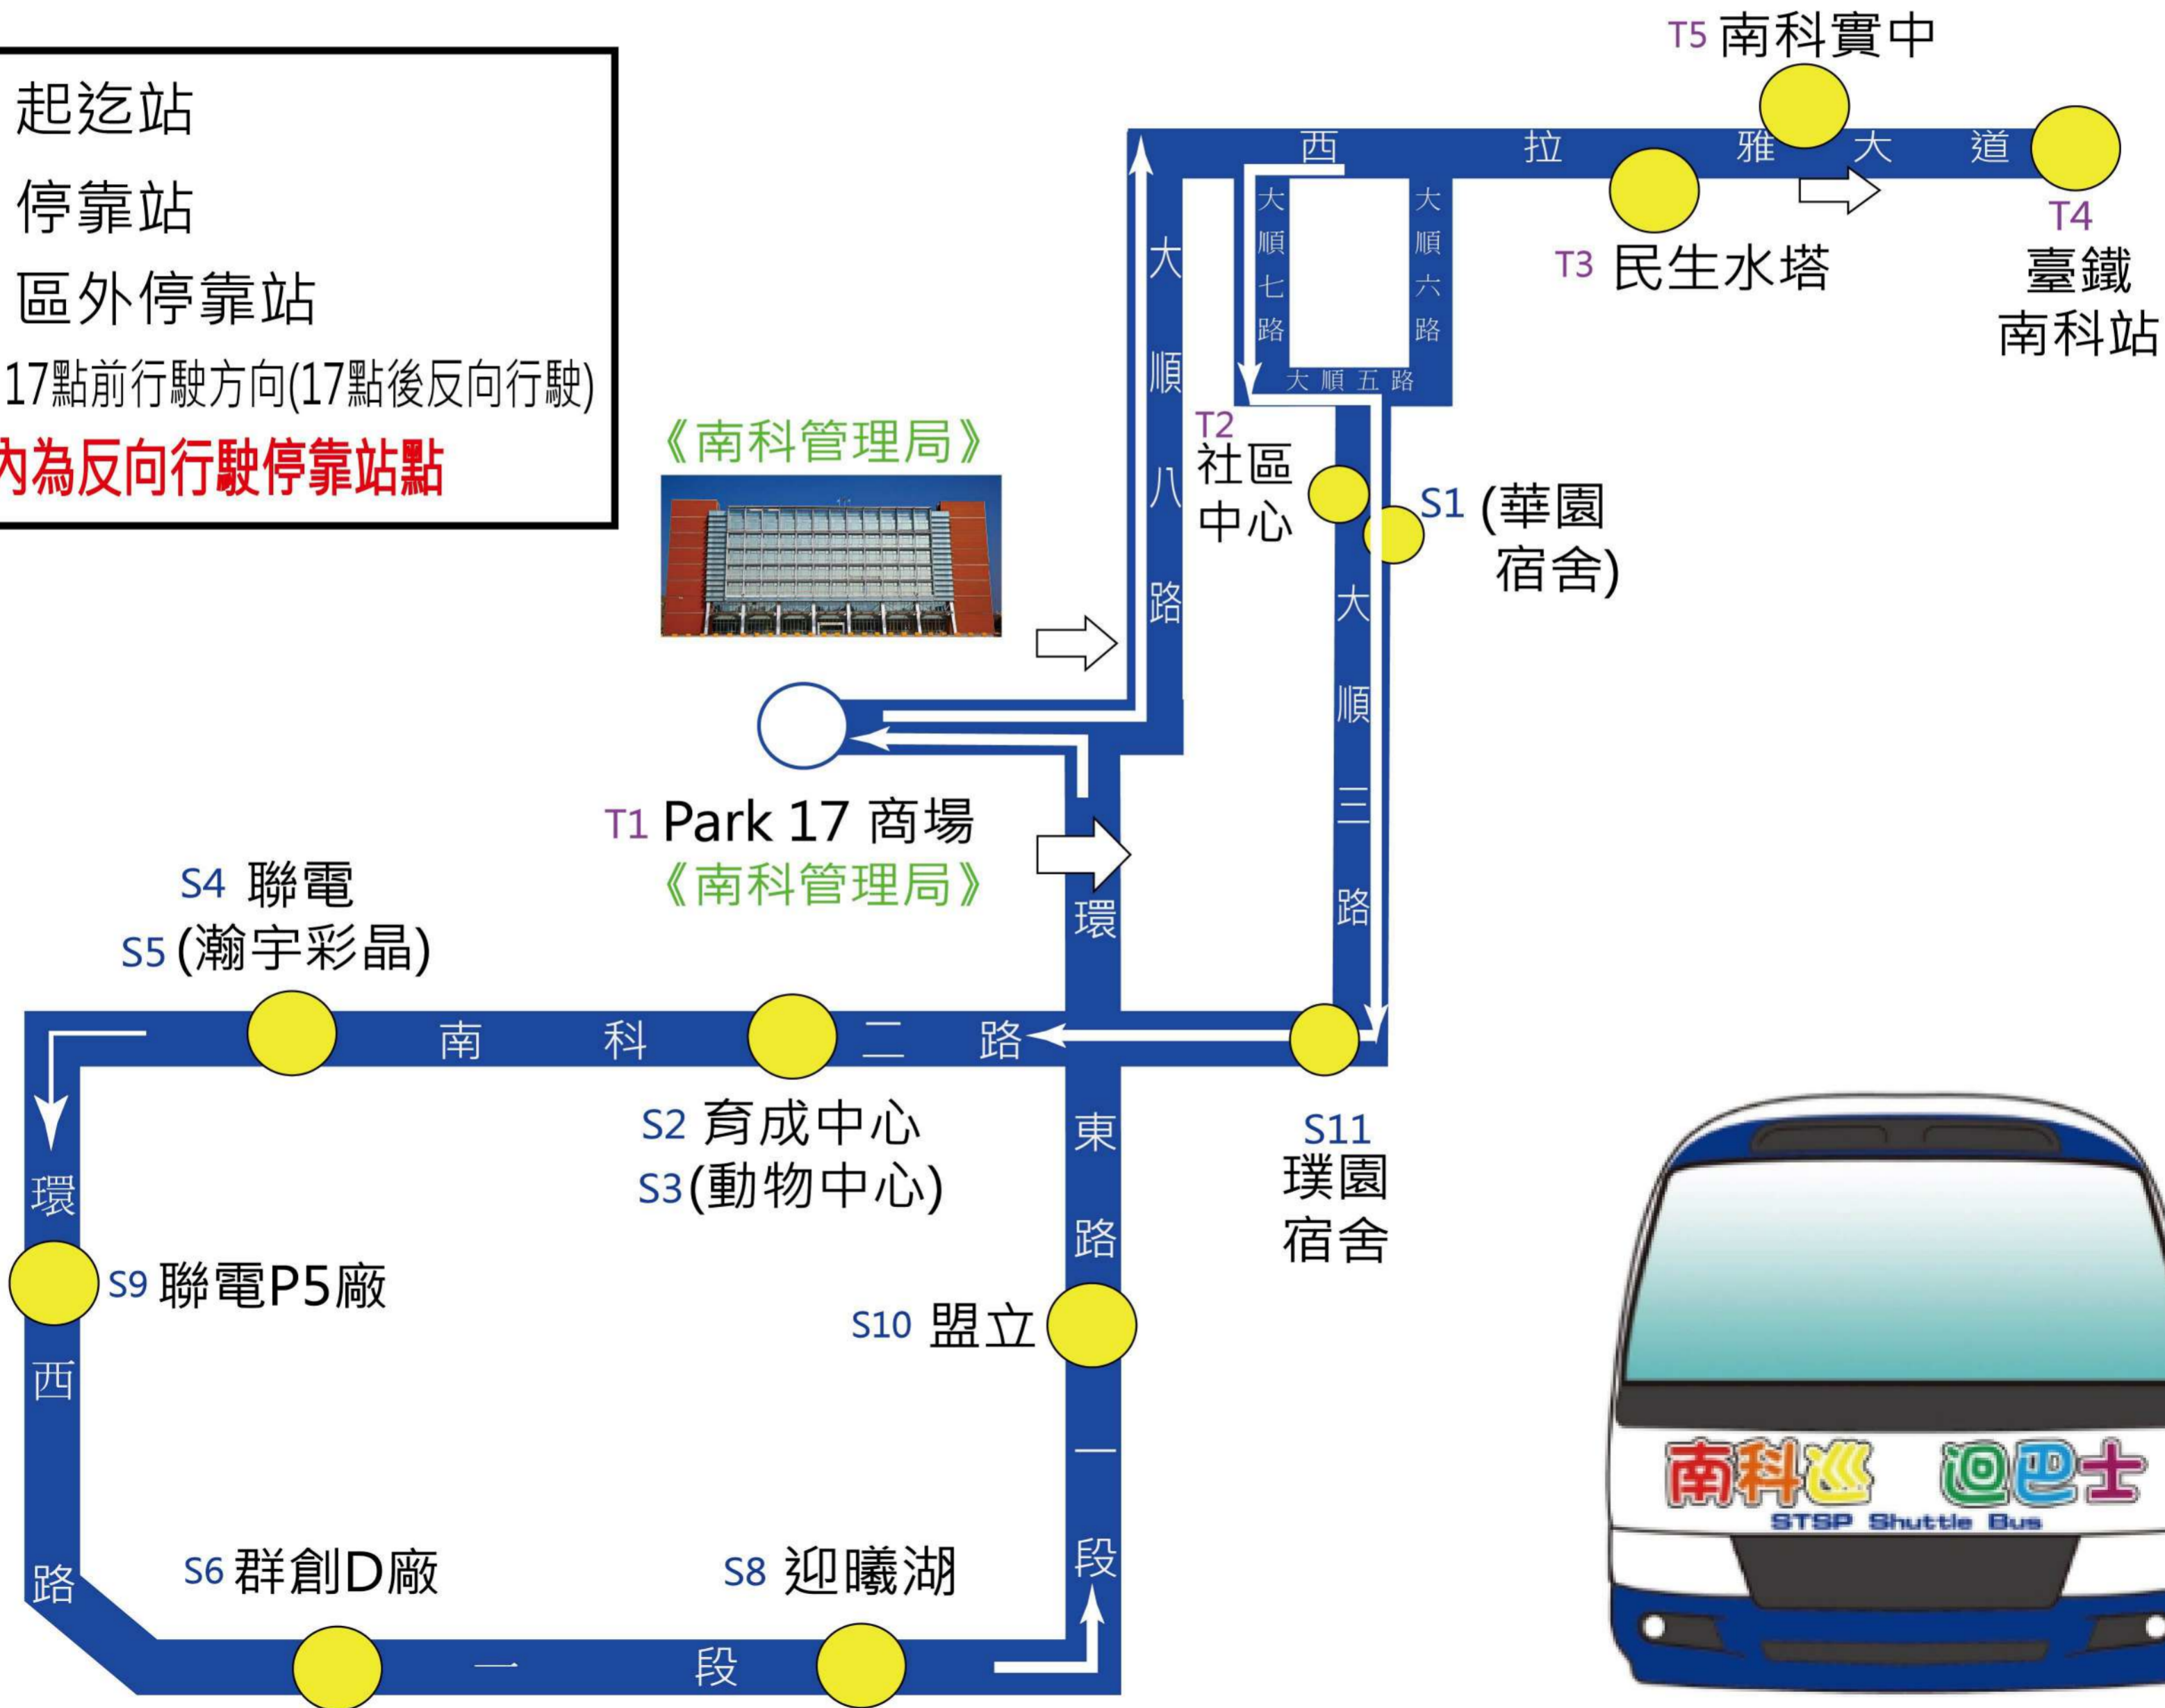 起迄站
停靠站
區外停靠站
17點前行駛方向(17點後反向行駛)
內為反向行駛停靠站點
T5 南科實中
西拉雅大道
T3 民生水塔
T4
臺鐵
南科站
大順七路
大順六路
大順五路
大順八路
《南科管理局》
T2
社區
中心
S1 (華園
宿舍)
大順三路
T1 Park 17 商場
《南科管理局》
S4 聯電
S5 (瀚宇彩晶)
南科二路
S2 育成中心
S3(動物中心)
S11
璞園
宿舍
環東路一段
環西路一段
S9 聯電P5廠
S10 盟立
S6 群創D廠
S8 迎曦湖
南科巡迴巴士
STSP Shuttle Bus